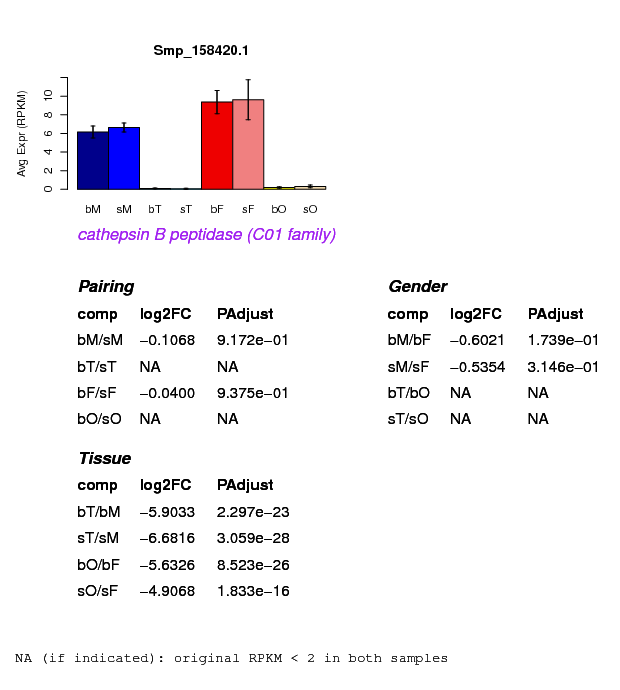 Smp_158420.1
Avg Expr (RPKM)
10
8
6
4
2
0
bM sM bT sT bF sF bO sO
cathepsin B peptidase (C01 family)
Pairing
comp log2FC PAdjust
bM/sM −0.1068 9.172e−01
bT/sT NA NA
bF/sF −0.0400 9.375e−01
bO/sO NA NA
Gender
comp log2FC PAdjust
bM/bF −0.6021 1.739e−01
sM/sF −0.5354 3.146e−01
bT/bO NA NA
sT/sO NA NA
Tissue
comp log2FC PAdjust
bT/bM −5.9033 2.297e−23
sT/sM −6.6816 3.059e−28
bO/bF −5.6326 8.523e−26
sO/sF −4.9068 1.833e−16
NA (if indicated): original RPKM < 2 in both samples